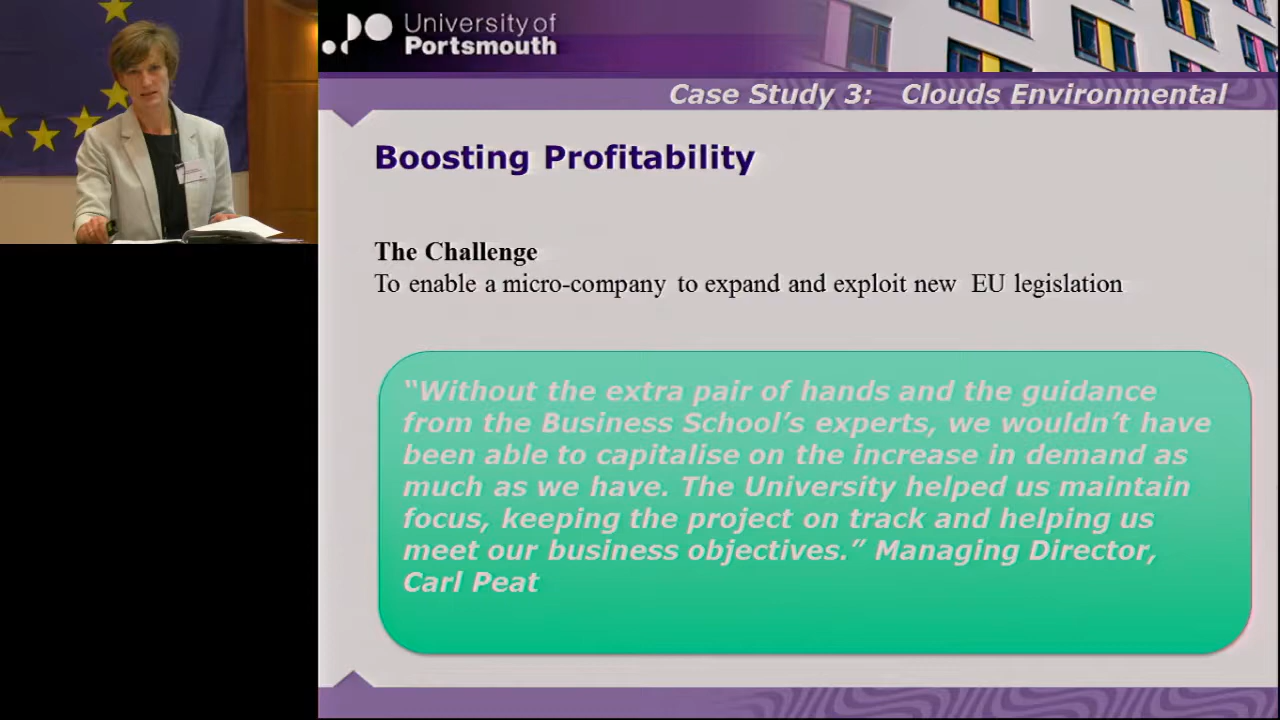 University of
Portsmouth
Case Study 3: Clouds Environmental
Boosting Profitability
The Challenge
To enable a micro-company to expand and exploit new EU legislation
“Without the extra pair of hands and the guidance
from the Business School’s experts, we wouldn’t have
been able to capitalise on the increase in demand as
much as we have. The University helped us maintain
focus, keeping the project on track and helping us
meet our business objectives.” Managing Director,
Carl Peat